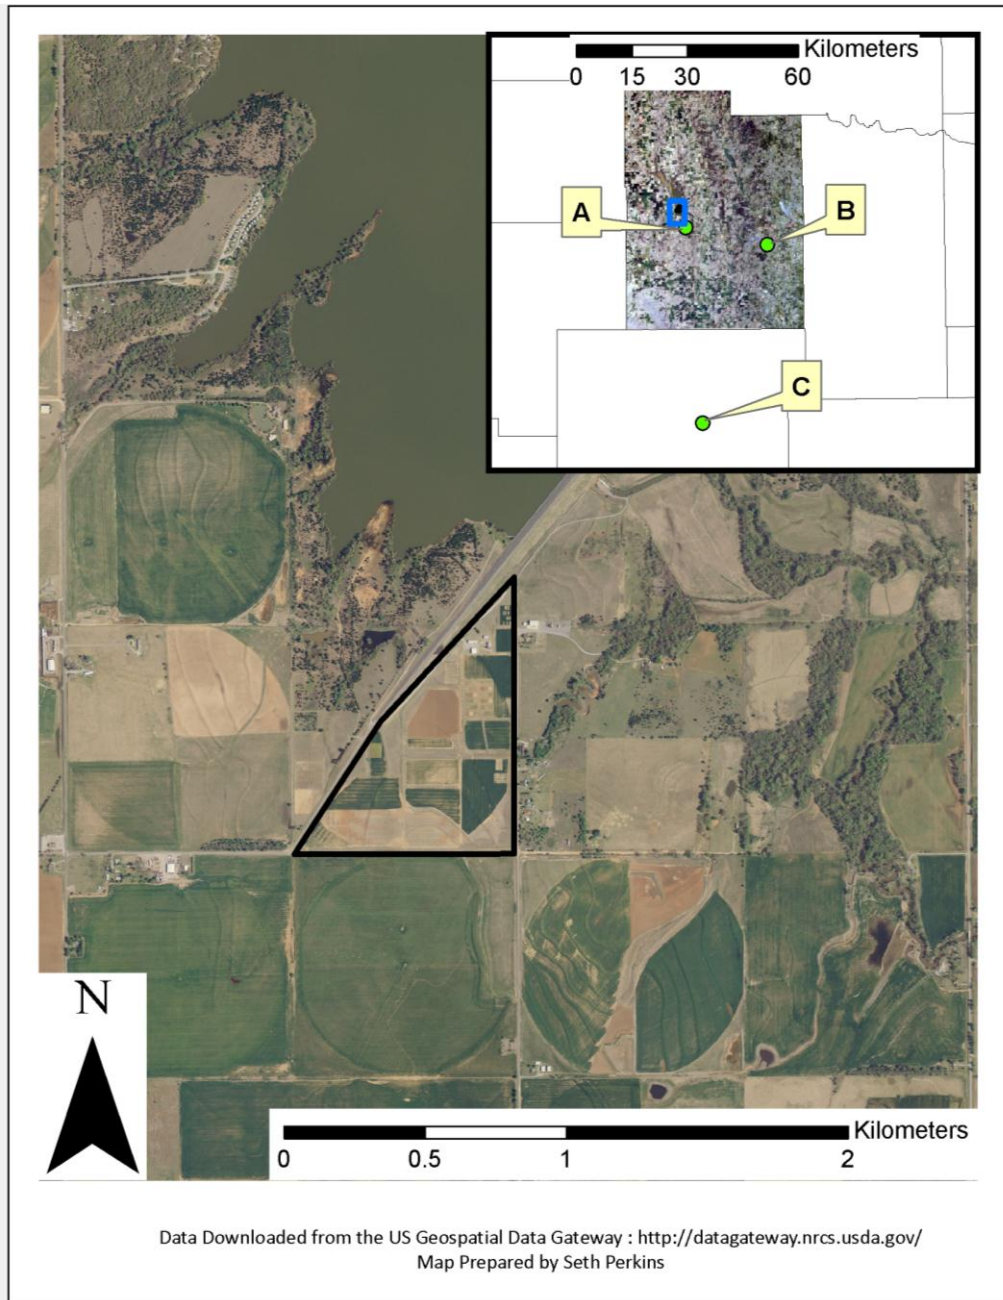 Kilometers
0 15 30 60
A
B
C
N
Kilometers
0 0.5 1 2
Data Downloaded from the US Geospatial Data Gateway : http://datagateway.nrcs.usda.gov/
Map Prepared by Seth Perkins